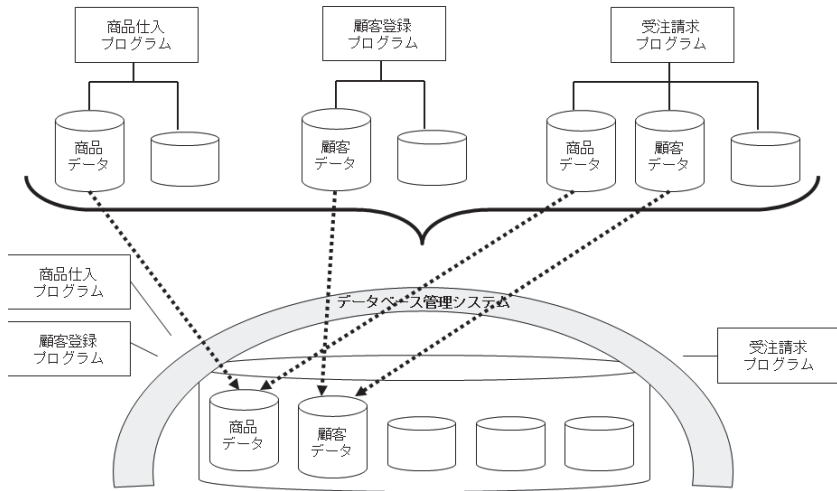 商品仕入
プログラム
顧客登録
プログラム
受注請求
プログラム
商品
データ
顧客
データ
商品
データ
顧客
データ
商品仕入
プログラム
データベース管理システム
顧客登録
プログラム
受注請求
プログラム
商品
データ
顧客
データ